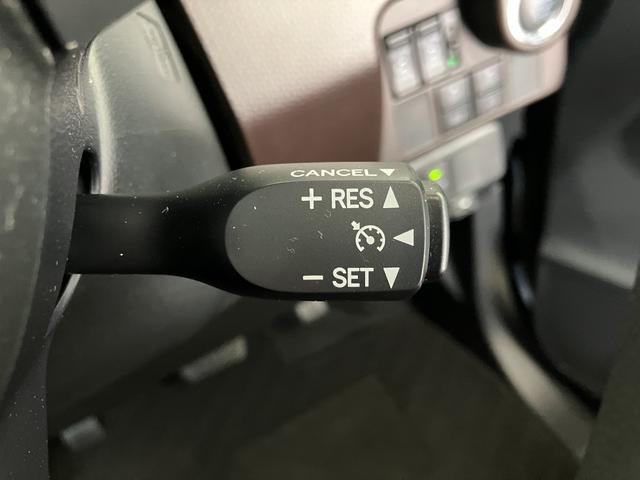 CANCEL▼
+ RES ▲
◀
− SET ▼